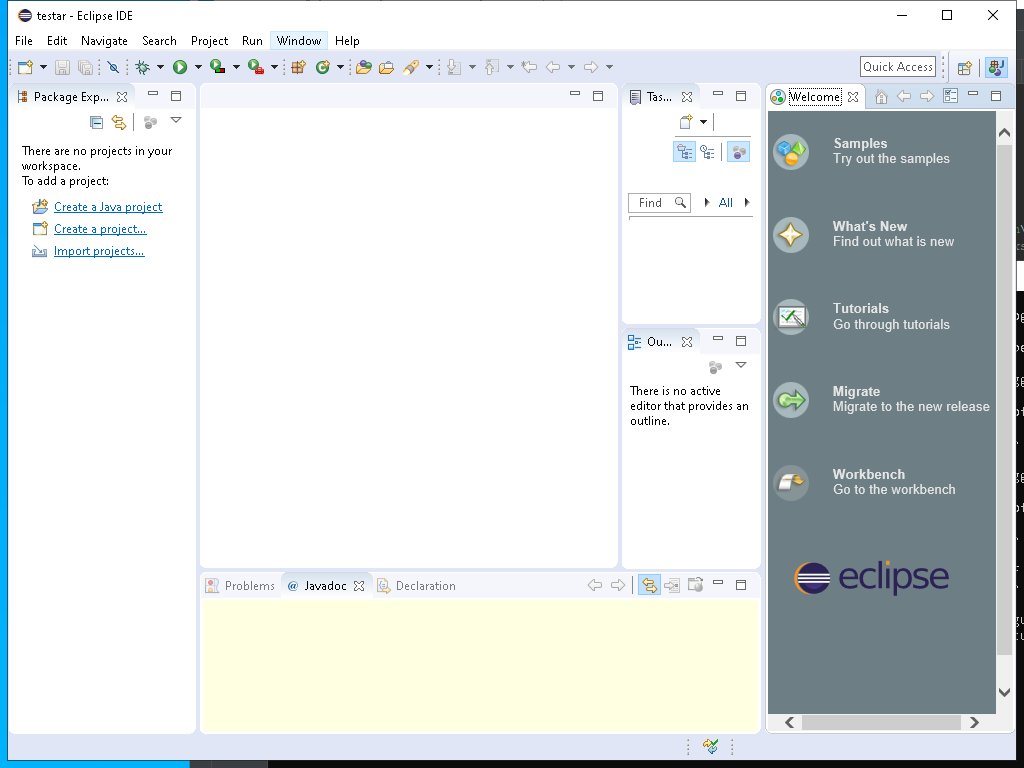 testar - Eclipse IDE
File Edit Navigate Search Project Run Window Help
Quick Access
Package Exp...
There are no projects in your
workspace.
To add a project:
Create a Java project
Create a project...
Import projects...
Tas...
Find
All
Ou...
There is no active
editor that provides an
outline.
Welcome
Samples
Try out the samples
What's New
Find out what is new
Tutorials
Go through tutorials
Migrate
Migrate to the new release
Workbench
Go to the workbench
eclipse
Problems @ Javadoc Declaration